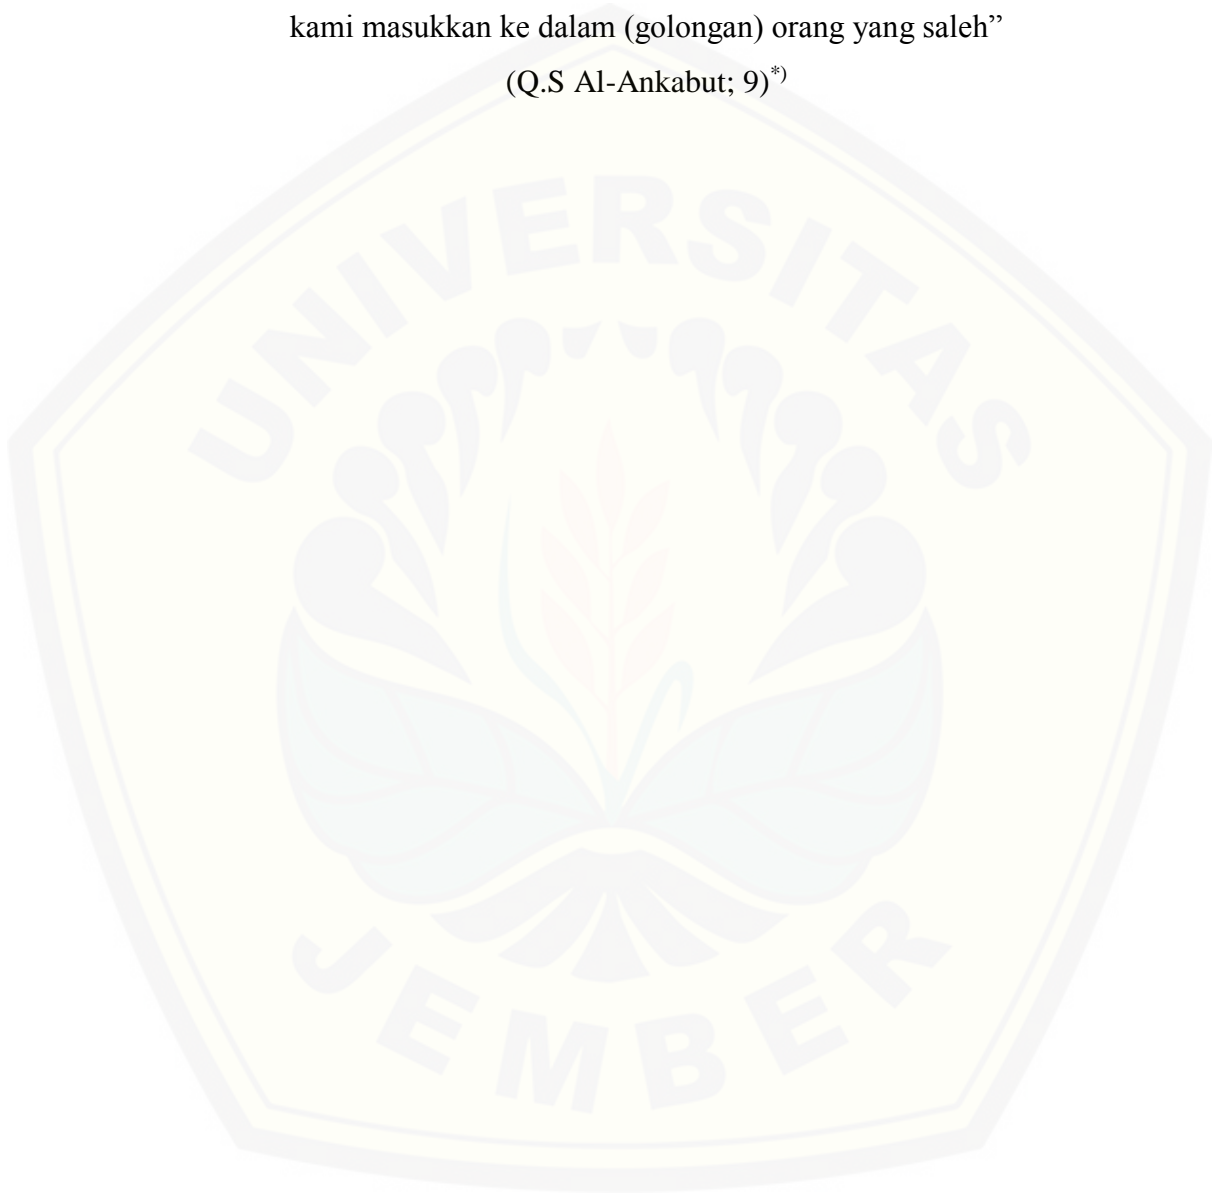 kami masukkan ke dalam (golongan) orang yang saleh”
(Q.S Al-Ankabut; 9)*)
UNIVERSITAS
JEMBER